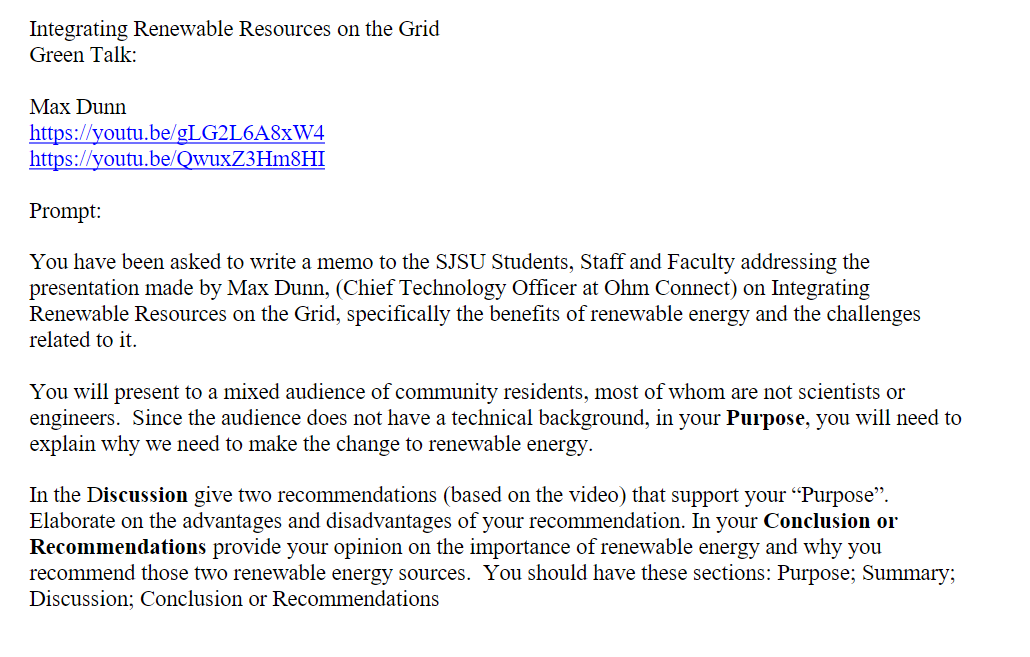 Integrating Renewable Resources on the Grid
Green Talk:
Max Dunn
https://youtu.be/gLG2L6A8xW4
https://youtu.be/QwuxZ3Hm8HI
Prompt:
You have been asked to write a memo to the SJSU Students, Staff and Faculty addressing the
presentation made by Max Dunn, (Chief Technology Officer at Ohm Connect) on Integrating
Renewable Resources on the Grid, specifically the benefits of renewable energy and the challenges
related to it.
You will present to a mixed audience of community residents, most of whom are not scientists or
engineers.  Since the audience does not have a technical background, in your Purpose, you will need to
explain why we need to make the change to renewable energy.
In the Discussion give two recommendations (based on the video) that support your “Purpose”.
Elaborate on the advantages and disadvantages of your recommendation. In your Conclusion or
Recommendations provide your opinion on the importance of renewable energy and why you
recommend those two renewable energy sources.  You should have these sections: Purpose; Summary;
Discussion; Conclusion or Recommendations